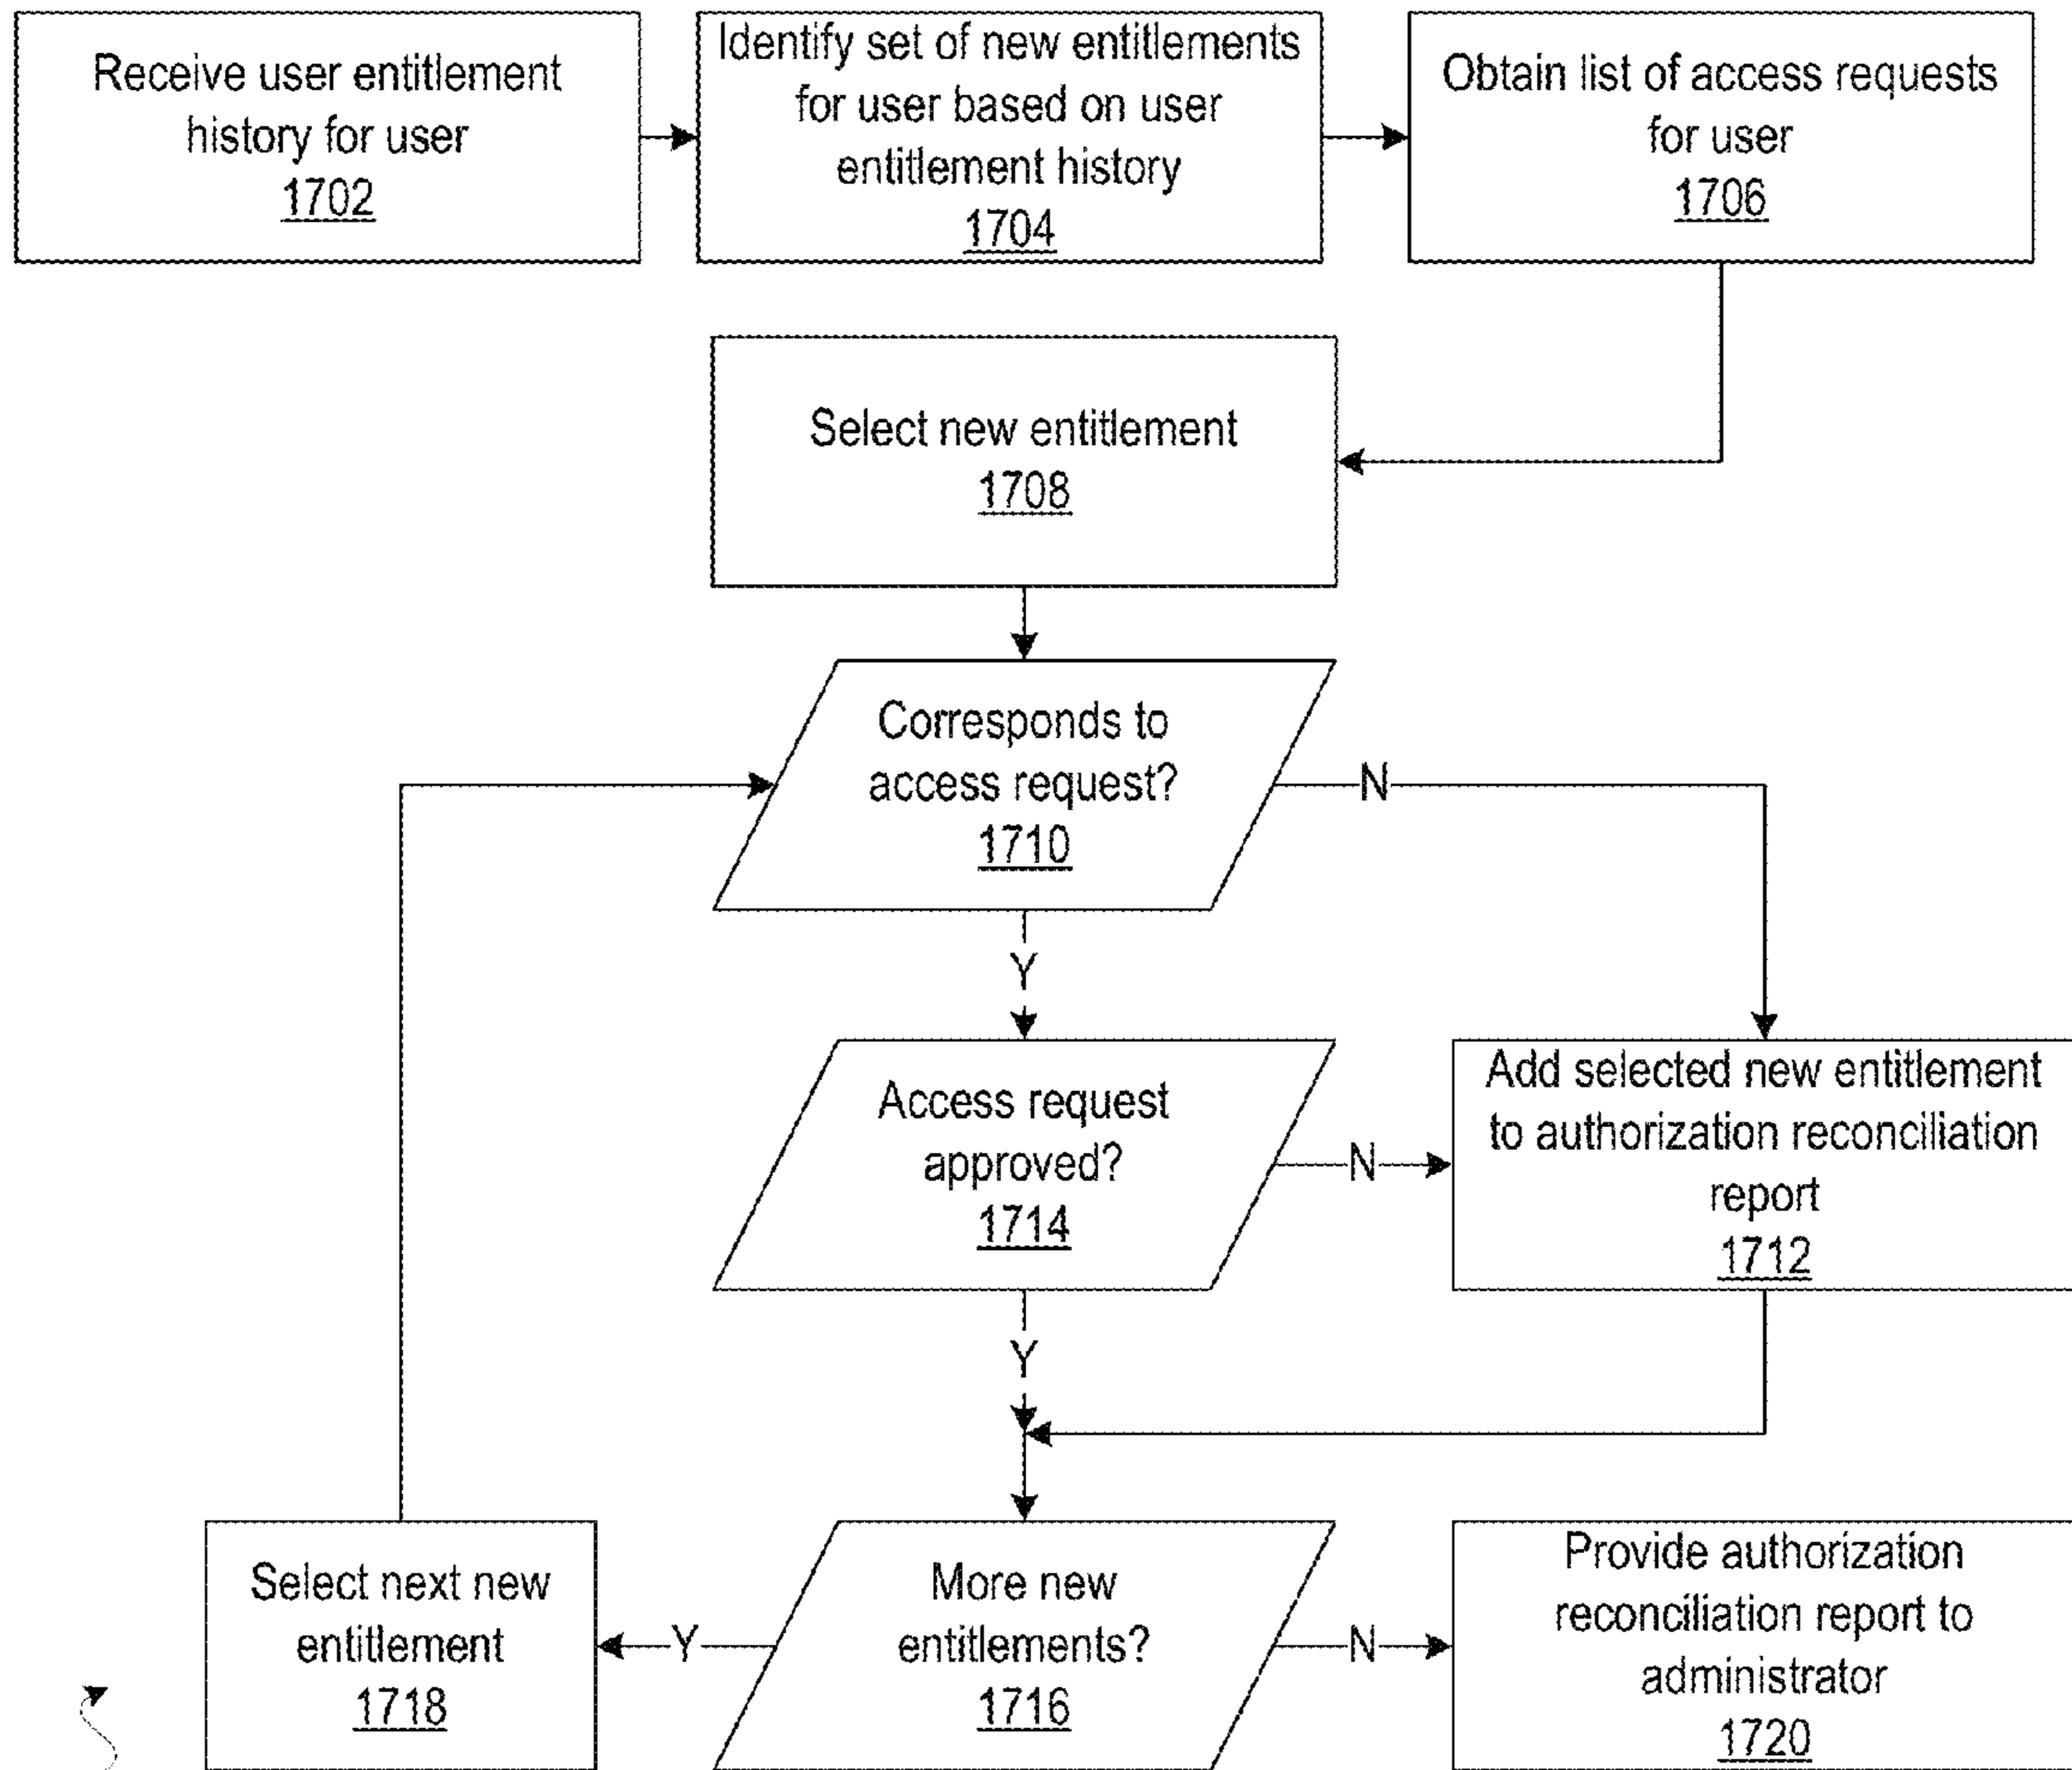 Receive user entitlement
history for user
1702
Identify set of new entitlements
for user based on user
entitlement history
1704
Obtain list of access requests
for user
1706
Select new entitlement
1708
Corresponds to
access request?
1710
N
Y
Access request
approved?
1714
N
Add selected new entitlement
to authorization reconciliation
report
1712
Y
Select next new
entitlement
1718
Y
More new
entitlements?
1716
N
Provide authorization
reconciliation report to
administrator
1720